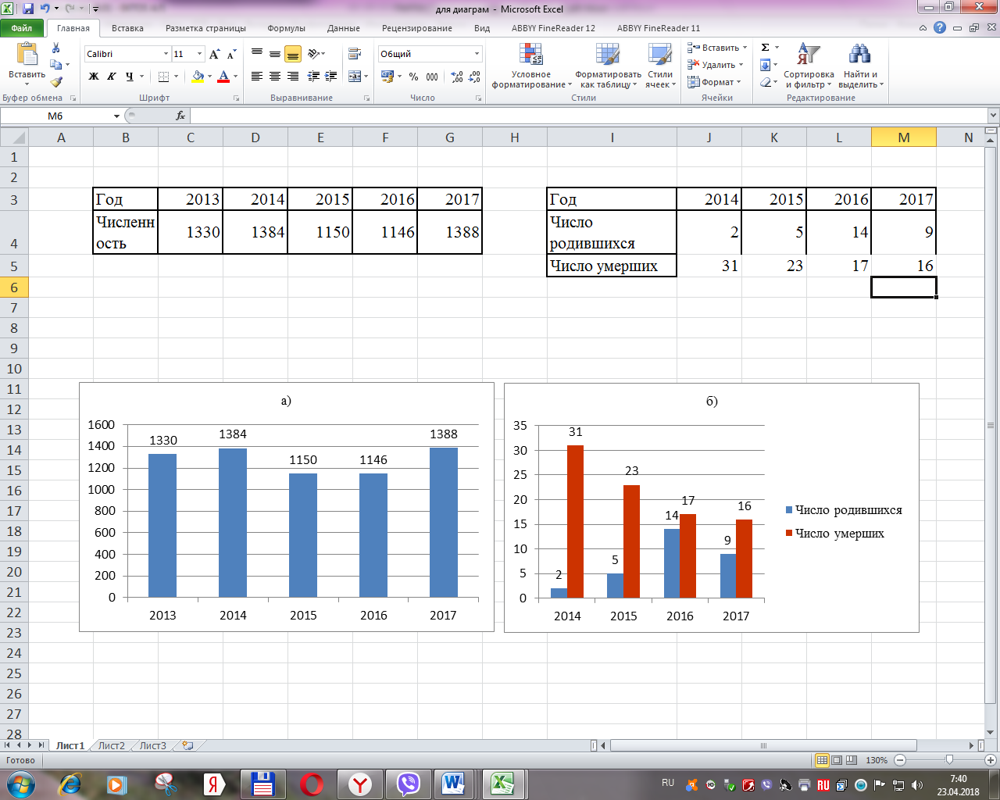 для диаграм - Microsoft Excel
Файл Главная Вставка Разметка страницы Формулы Данные Рецензирование Вид ABBYY FineReader 12 ABBYY FineReader 11
Вставить
Буфер обмена
Calibri 11
Ж К Ч
Шрифт
Выравнивание
Общий
% 000
Число
Условное форматирование
Форматировать как таблицу
Стили ячеек
Стили
Вставить
Удалить
Формат
Ячейки
Σ
Сортировка и фильтр
Найти и выделить
Редактирование
M6 fx
A B C D E F G H I J K L M N
1
2
3 Год 2013 2014 2015 2016 2017 Год 2014 2015 2016 2017
4 Численность 1330 1384 1150 1146 1388 Число родившихся 2 5 14 9
5 Число умерших 31 23 17 16
6
7
8
9
10
11
12
13
14
15
16
17
18
19
20
21
22
23
24
25
26
27
28
а)
1600
1400
1200
1000
800
600
400
200
0
1330 1384 1150 1146 1388
2013 2014 2015 2016 2017
б)
35
30
25
20
15
10
5
0
2 31 5 23 14 17 9 16
2014 2015 2016 2017
Число родившихся
Число умерших
Лист1 Лист2 Лист3
Готово 130%
RU 7:40
23.04.2018